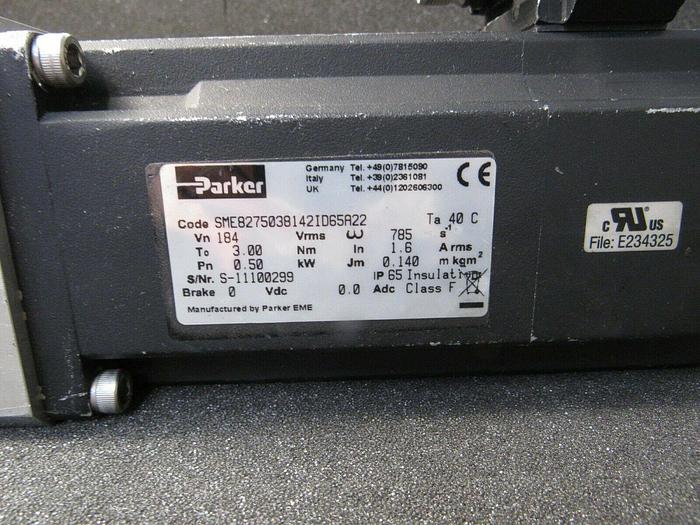 Parker
Germany Tel. +49(0)7815090
Italy Tel. +39(0)2361081
UK Tel. +44(0)1202606300
CE
Code SME8275038142ID65A22 Ta 40 C
Vn 184 Vrms ω 785 s⁻¹
To 3.00 Nm In 1.6 A rms
Pn 0.50 kW Jm 0.140 m kgm²
S/Nr. S-11100299 IP 65 Insulation
Brake 0 Vdc 0.0 Adc Class F
Manufactured by Parker EME
c RU US
File: E234325